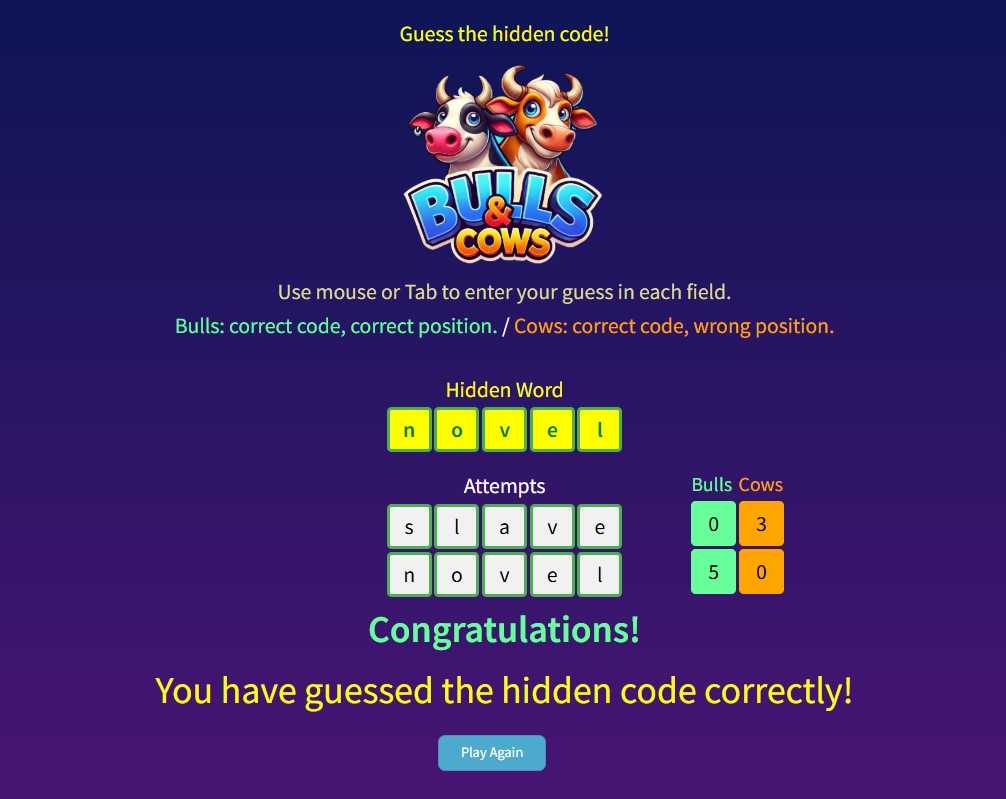 Guess the hidden code!
BULLS
&
COWS
Use mouse or Tab to enter your guess in each field.
Bulls: correct code, correct position. / Cows: correct code, wrong position.
Hidden Word
n o v e l
Attempts Bulls Cows
s l a v e 0 3
n o v e l 5 0
Congratulations!
You have guessed the hidden code correctly!
Play Again